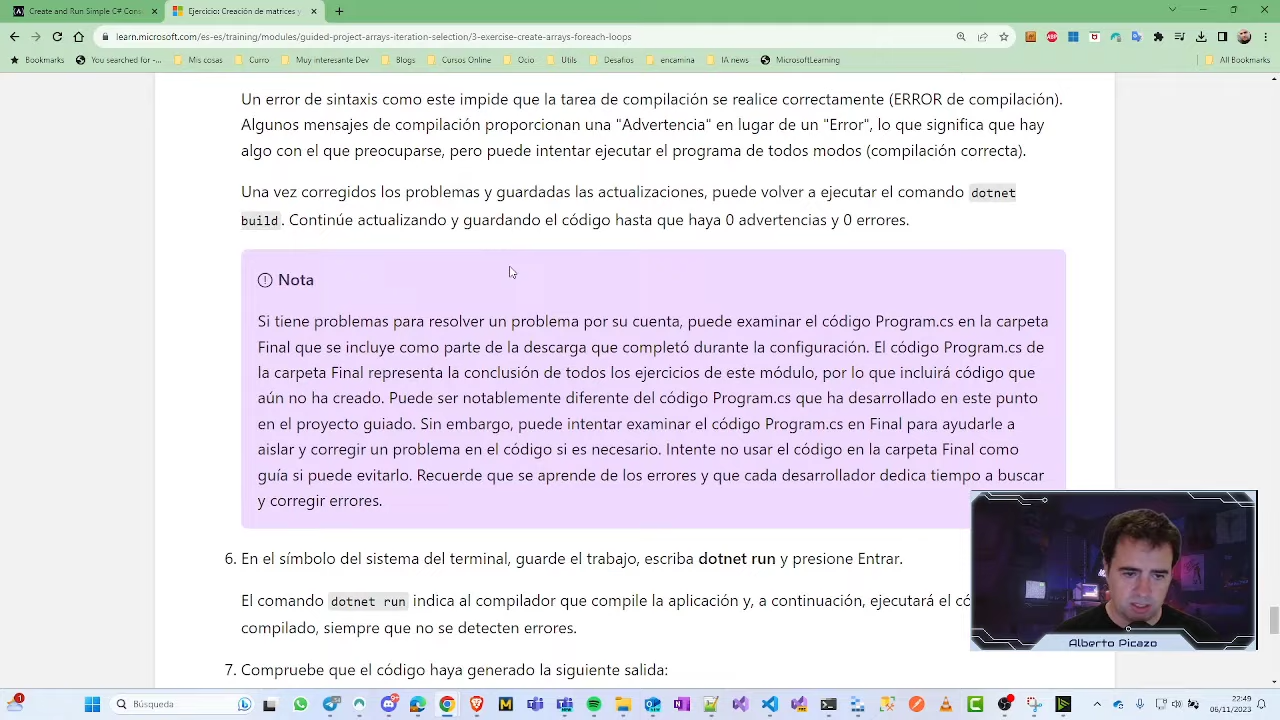 Create and Run Simple C# Cons
Ejercicio: Creación de matrices y
learn.microsoft.com/es-es/training/modules/guided-project-arrays-iteration-selection/3-exercise-create-arrays-foreach-loops
Bookmarks
You searched for -...
Mis cosas
Curro
Muy interesante Dev
Blogs
Cursos Online
Ocio
Utils
Desafios
encamina
IA news
MicrosoftLearning
All Bookmarks
Un error de sintaxis como este impide que la tarea de compilación se realice correctamente (ERROR de compilación).
Algunos mensajes de compilación proporcionan una "Advertencia" en lugar de un "Error", lo que significa que hay
algo con el que preocuparse, pero puede intentar ejecutar el programa de todos modos (compilación correcta).
Una vez corregidos los problemas y guardadas las actualizaciones, puede volver a ejecutar el comando dotnet
build. Continúe actualizando y guardando el código hasta que haya 0 advertencias y 0 errores.
Nota
Si tiene problemas para resolver un problema por su cuenta, puede examinar el código Program.cs en la carpeta
Final que se incluye como parte de la descarga que completó durante la configuración. El código Program.cs de
la carpeta Final representa la conclusión de todos los ejercicios de este módulo, por lo que incluirá código que
aún no ha creado. Puede ser notablemente diferente del código Program.cs que ha desarrollado en este punto
en el proyecto guiado. Sin embargo, puede intentar examinar el código Program.cs en Final para ayudarle a
aislar y corregir un problema en el código si es necesario. Intente no usar el código en la carpeta Final como
guía si puede evitarlo. Recuerde que se aprende de los errores y que cada desarrollador dedica tiempo a buscar
y corregir errores.
6. En el símbolo del sistema del terminal, guarde el trabajo, escriba dotnet run y presione Entrar.
El comando dotnet run indica al compilador que compile la aplicación y, a continuación, ejecutará el có
compilado, siempre que no se detecten errores.
7. Compruebe que el código haya generado la siguiente salida:
Alberto Picazo
Búsqueda
22:49
06/11/2023